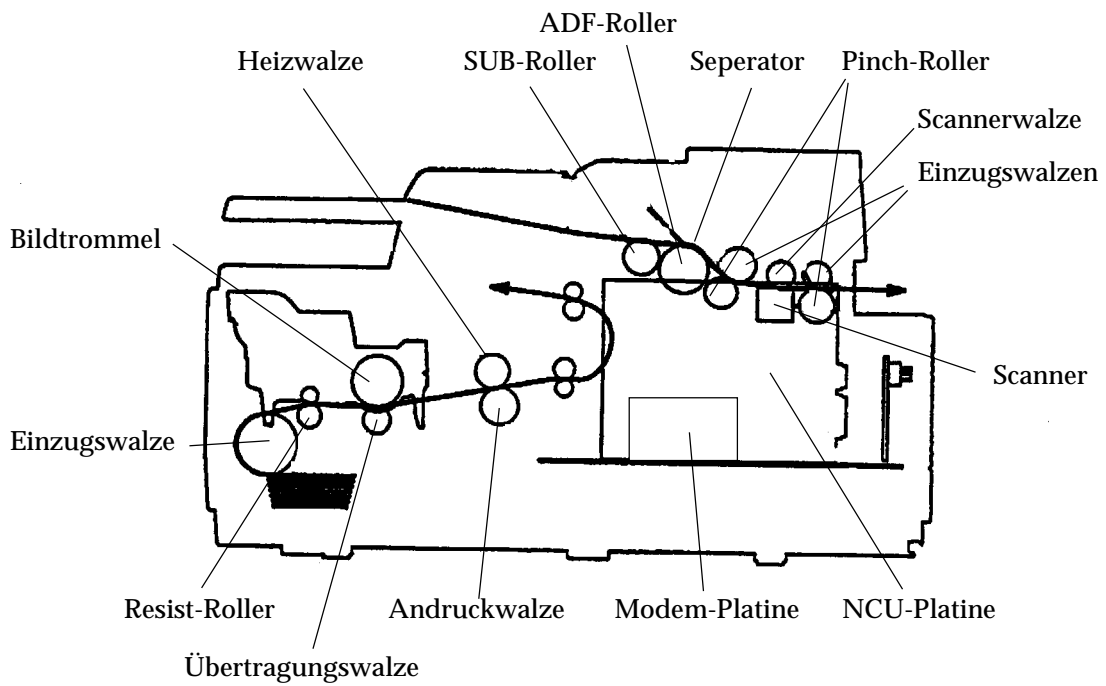 ADF-Roller
Heizwalze
SUB-Roller
Seperator
Pinch-Roller
Scannerwalze
Einzugswalzen
Bildtrommel
Scanner
Einzugswalze
Resist-Roller
Andruckwalze
Modem-Platine
NCU-Platine
Übertragungswalze